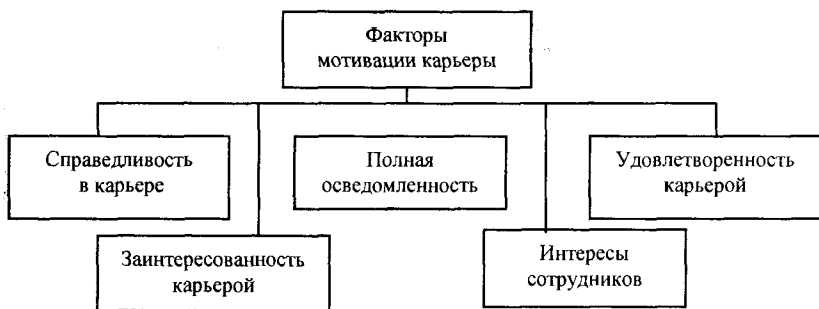 Факторы
мотивации карьеры
Справедливость
в карьере
Полная
осведомленность
Удовлетворенность
карьерой
Заинтересованность
карьерой
Интересы
сотрудников